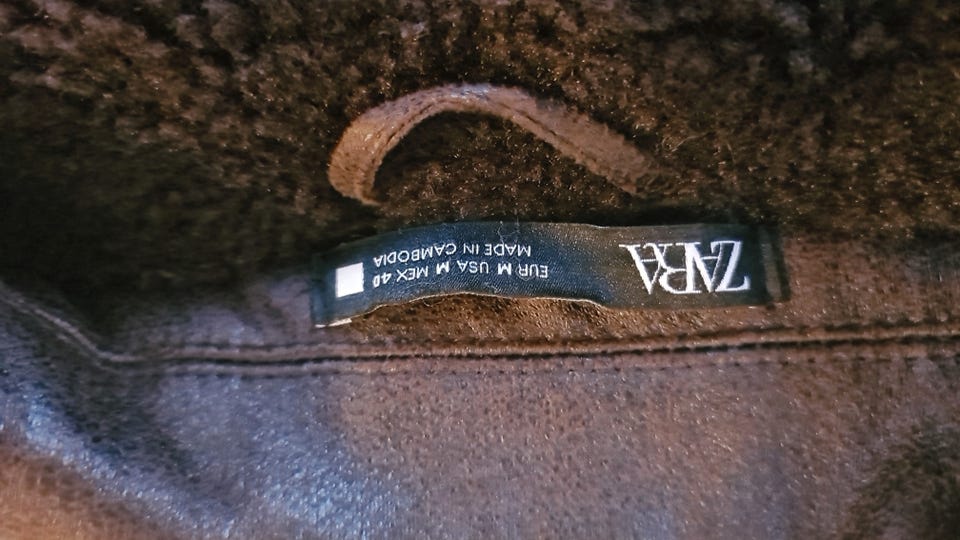 ZARA
EUR M USA M MEX 40
MADE IN CAMBODIA